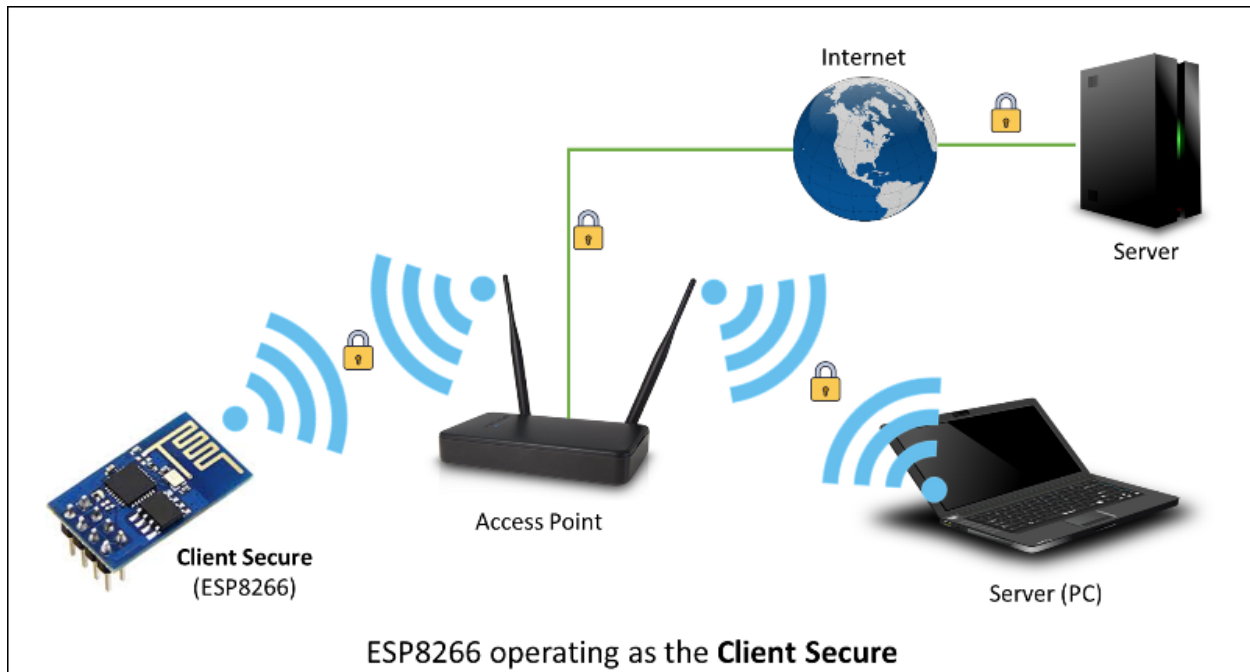 Internet
Server
Access Point
Client Secure
(ESP8266)
Server (PC)
ESP8266 operating as the Client Secure